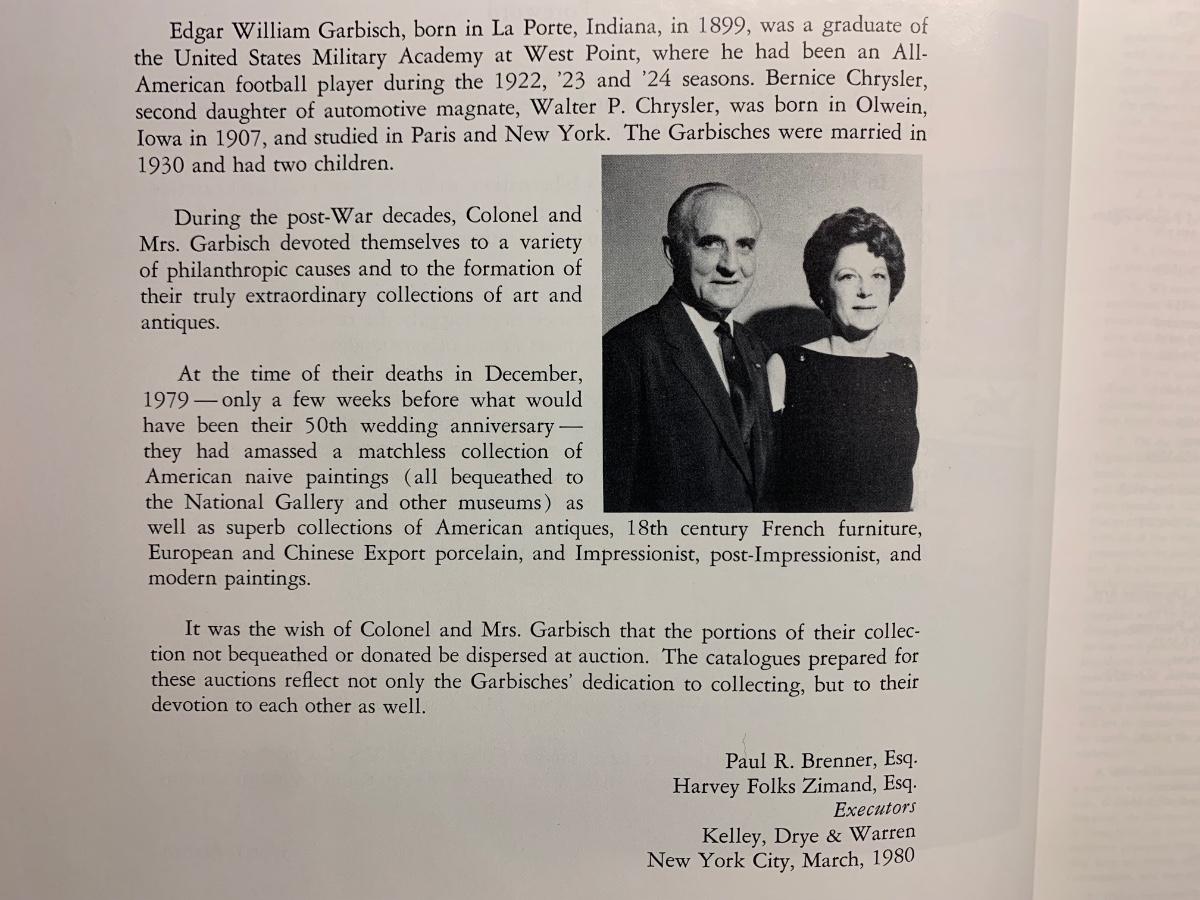 Edgar William Garbisch, born in La Porte, Indiana, in 1899, was a graduate of
the United States Military Academy at West Point, where he had been an All-
American football player during the 1922, '23 and '24 seasons. Bernice Chrysler,
second daughter of automotive magnate, Walter P. Chrysler, was born in Olwein,
Iowa in 1907, and studied in Paris and New York. The Garbisches were married in
1930 and had two children.
During the post-War decades, Colonel and
Mrs. Garbisch devoted themselves to a variety
of philanthropic causes and to the formation of
their truly extraordinary collections of art and
antiques.
At the time of their deaths in December,
1979—only a few weeks before what would
have been their 50th wedding anniversary—
they had amassed a matchless collection of
American naive paintings (all bequeathed to
the National Gallery and other museums) as
well as superb collections of American antiques, 18th century French furniture,
European and Chinese Export porcelain, and Impressionist, post-Impressionist, and
modern paintings.
It was the wish of Colonel and Mrs. Garbisch that the portions of their collec-
tion not bequeathed or donated be dispersed at auction. The catalogues prepared for
these auctions reflect not only the Garbisches' dedication to collecting, but to their
devotion to each other as well.
Paul R. Brenner, Esq.
Harvey Folks Zimand, Esq.
Executors
Kelley, Drye & Warren
New York City, March, 1980